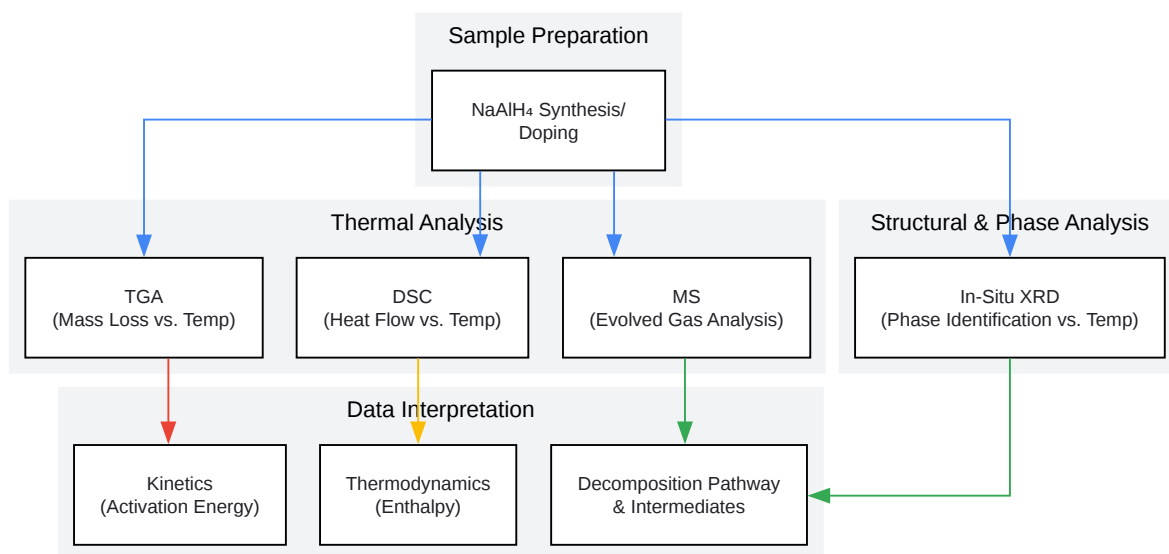 Sample Preparation
NaAlH₄ Synthesis/
Doping
Thermal Analysis
Structural & Phase Analysis
TGA
(Mass Loss vs. Temp)
DSC
(Heat Flow vs. Temp)
MS
(Evolved Gas Analysis)
In-Situ XRD
(Phase Identification vs. Temp)
Data Interpretation
Kinetics
(Activation Energy)
Thermodynamics
(Enthalpy)
Decomposition Pathway
& Intermediates